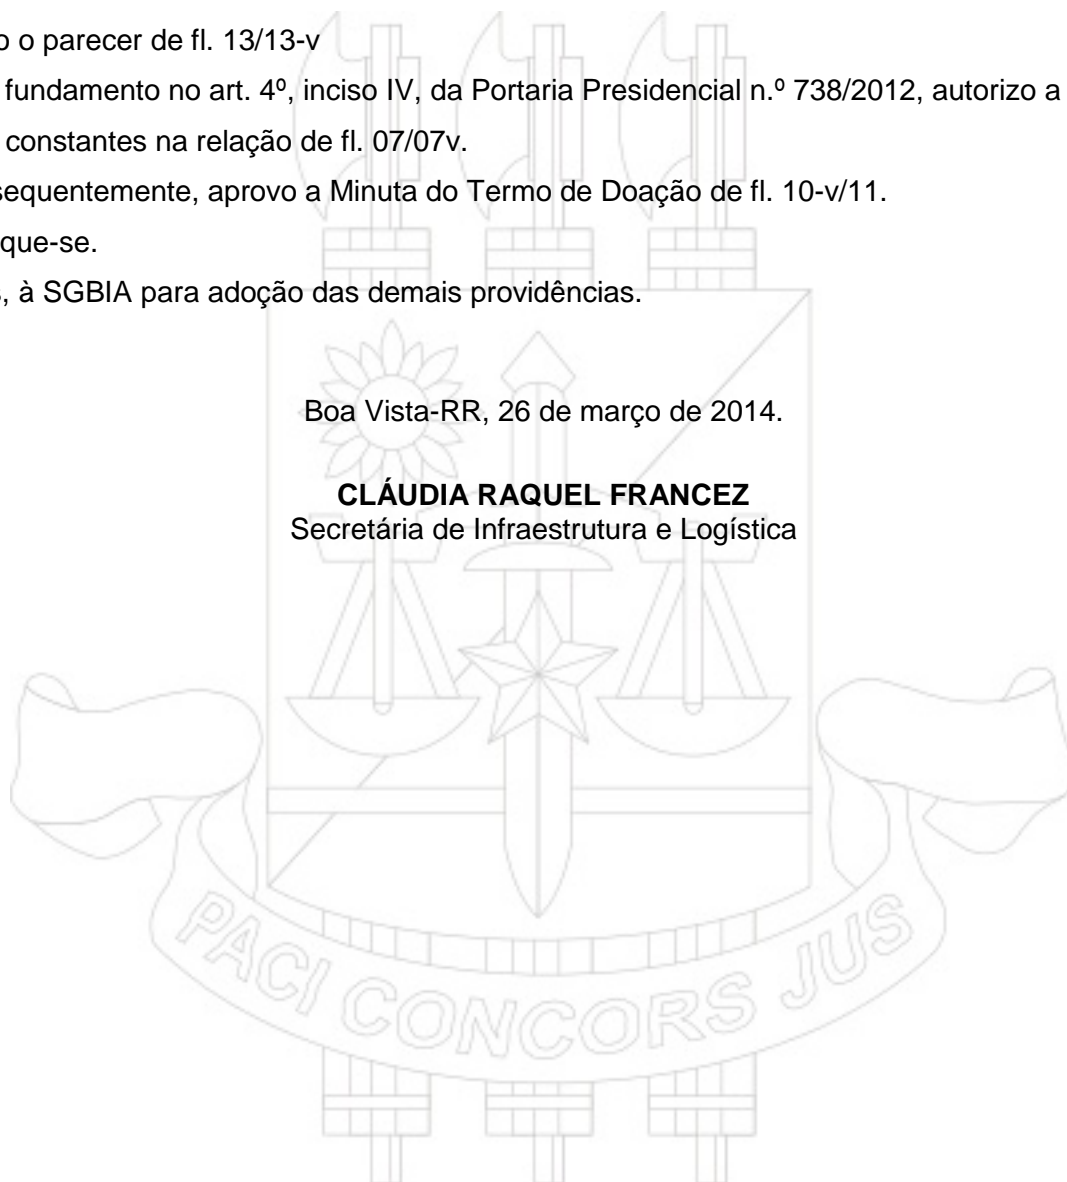 o o parecer de fl. 13/13-v
fundamento no art. 4º, inciso IV, da Portaria Presidencial n.º 738/2012, autorizo a
constantes na relação de fl. 07/07v.
sequentemente, aprovo a Minuta do Termo de Doação de fl. 10-v/11.
que-se.
s, à SGBIA para adoção das demais providências.
Boa Vista-RR, 26 de março de 2014.
CLÁUDIA RAQUEL FRANCEZ
Secretária de Infraestrutura e Logística
PACI CONCORS JUS